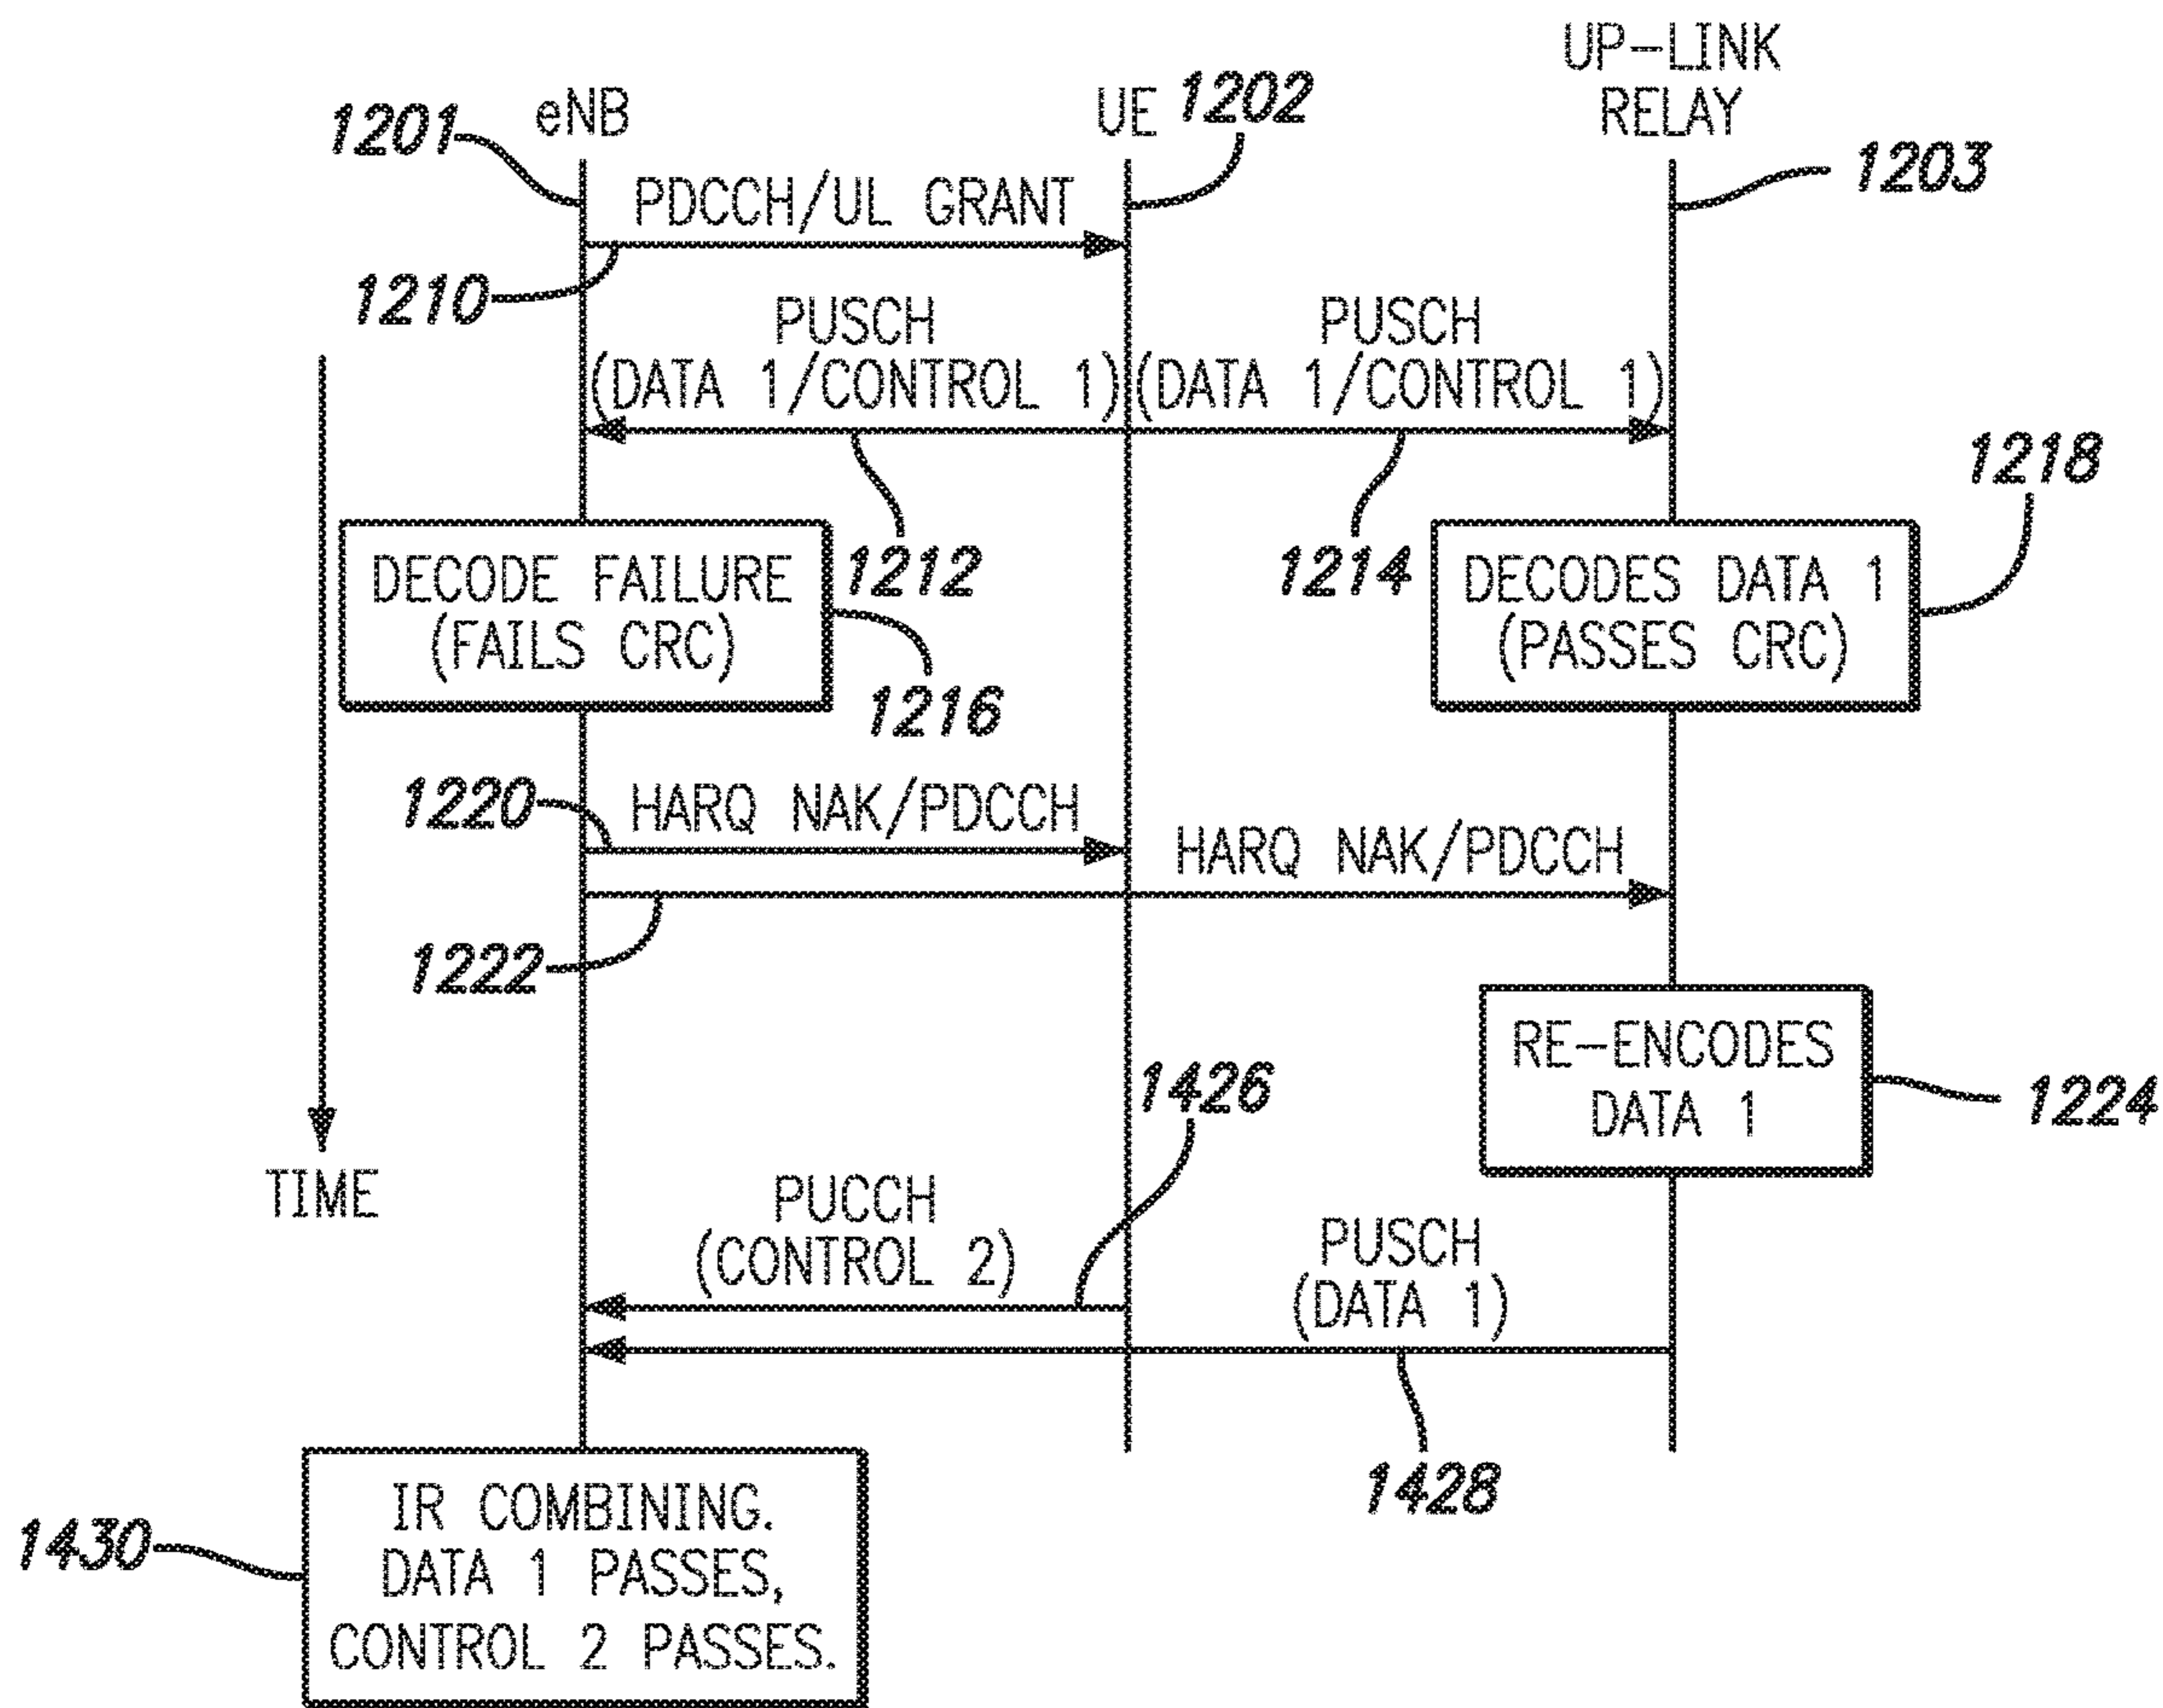 UP-LINK
RELAY
eNB
UE
1201
1202
1203
PDCCH/UL GRANT
1210
PUSCH
(DATA 1/CONTROL 1)
PUSCH
(DATA 1/CONTROL 1)
1212
1214
1218
DECODE FAILURE
(FAILS CRC)
1216
DECODES DATA 1
(PASSES CRC)
1220
HARQ NAK/PDCCH
HARQ NAK/PDCCH
1222
RE-ENCODES
DATA 1
1224
TIME
1426
PUCCH
(CONTROL 2)
PUSCH
(DATA 1)
1428
1430
IR COMBINING.
DATA 1 PASSES,
CONTROL 2 PASSES.